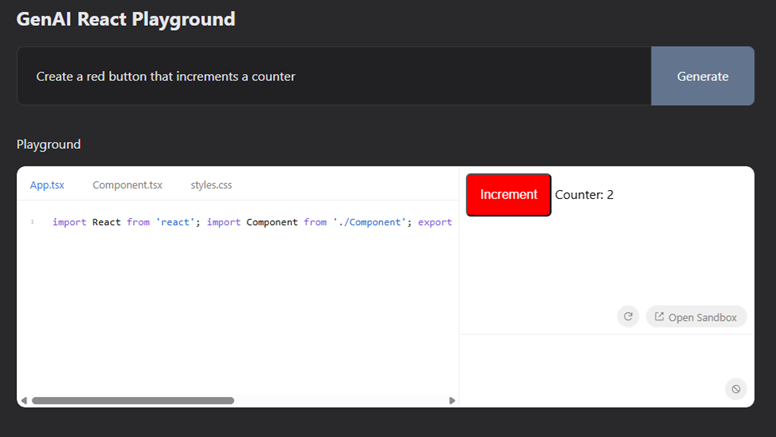 GenAI React Playground
Create a red button that increments a counter
Generate
Playground
App.tsx Component.tsx styles.css
1 import React from 'react'; import Component from './Component'; export
Increment Counter: 2
Open Sandbox